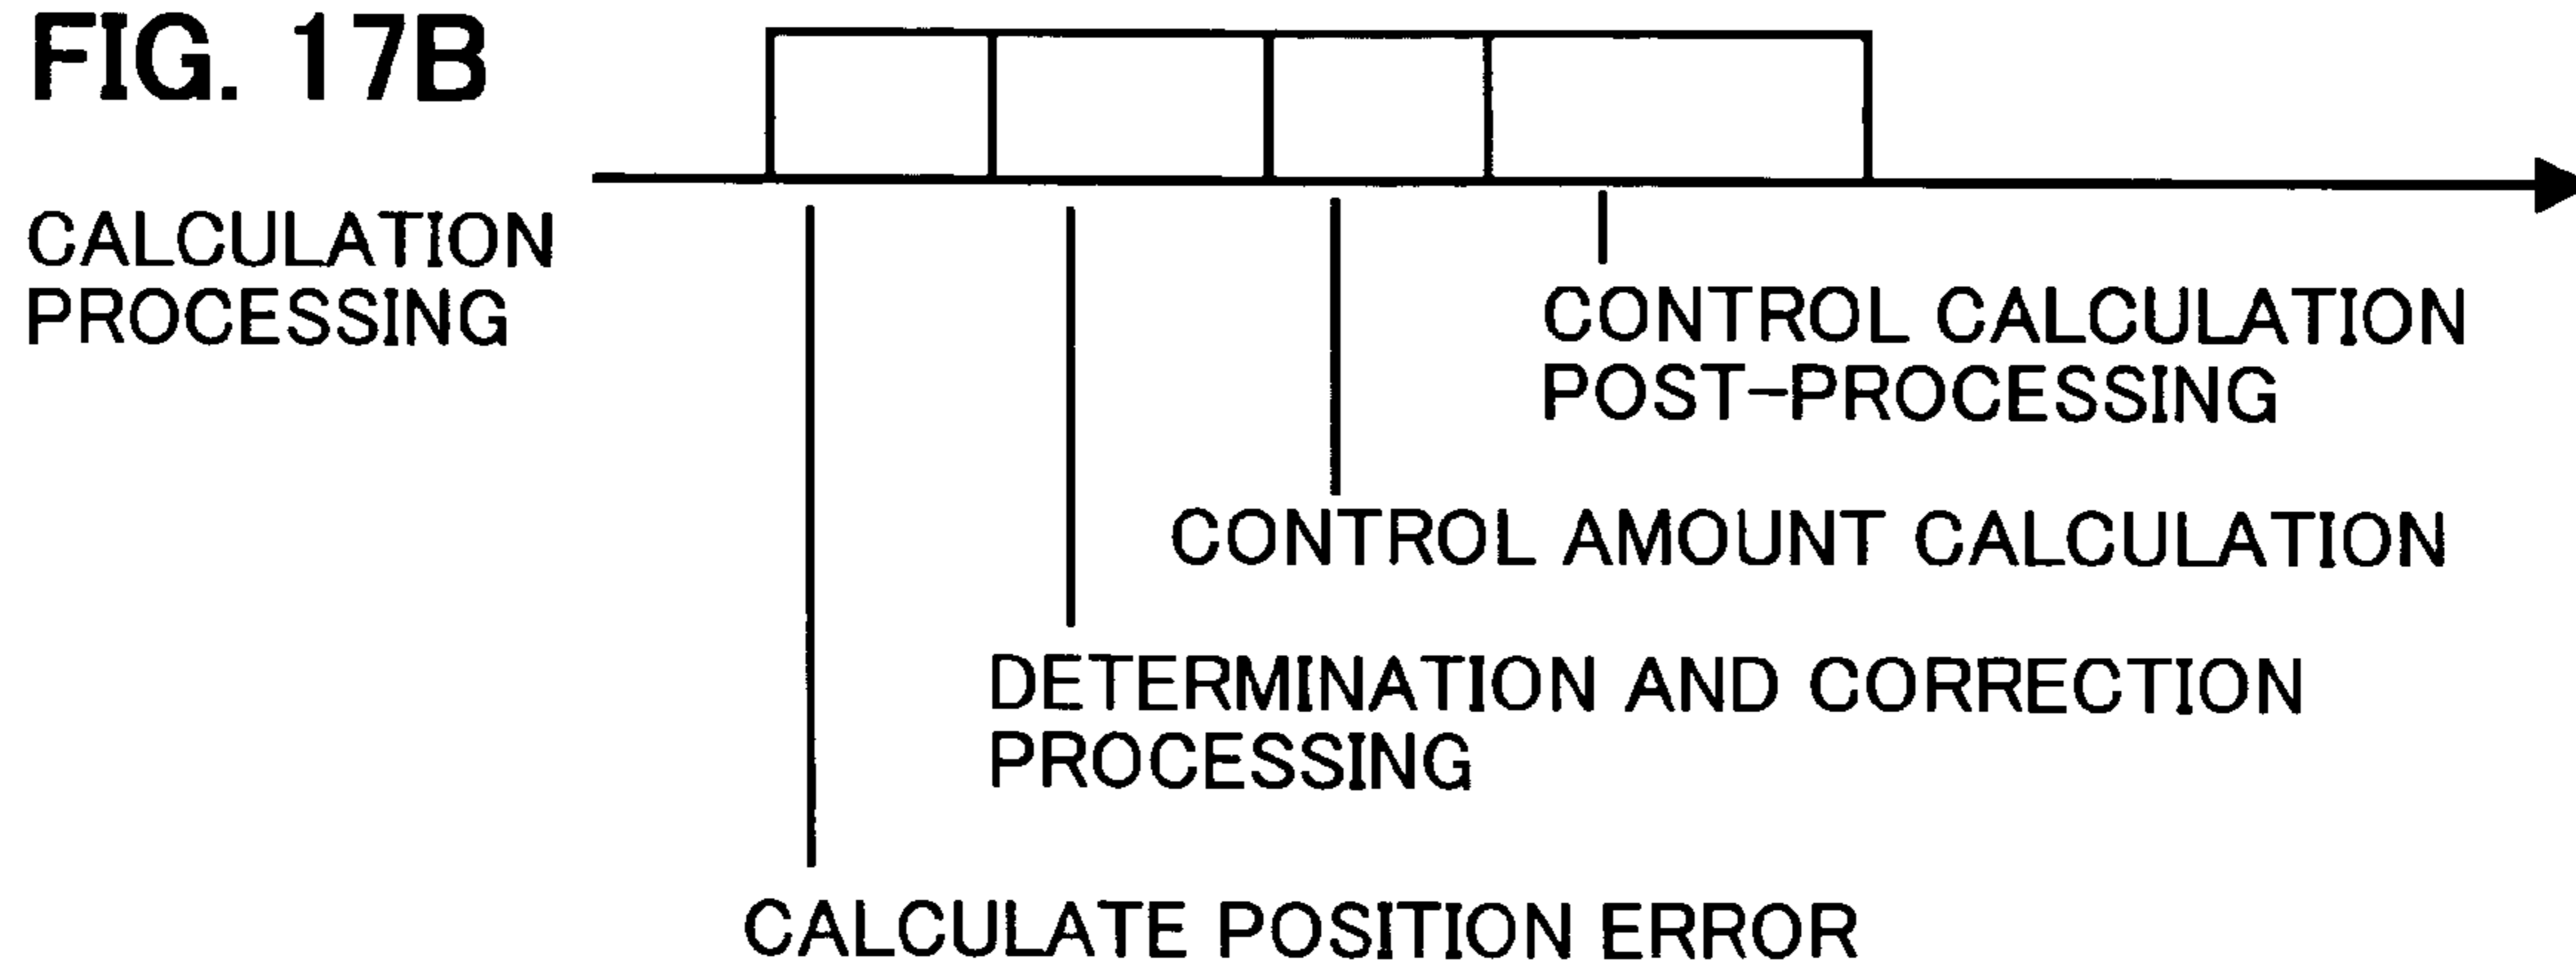 FIG. 17B
CALCULATION
PROCESSING
CONTROL CALCULATION
POST-PROCESSING
CONTROL AMOUNT CALCULATION
DETERMINATION AND CORRECTION
PROCESSING
CALCULATE POSITION ERROR